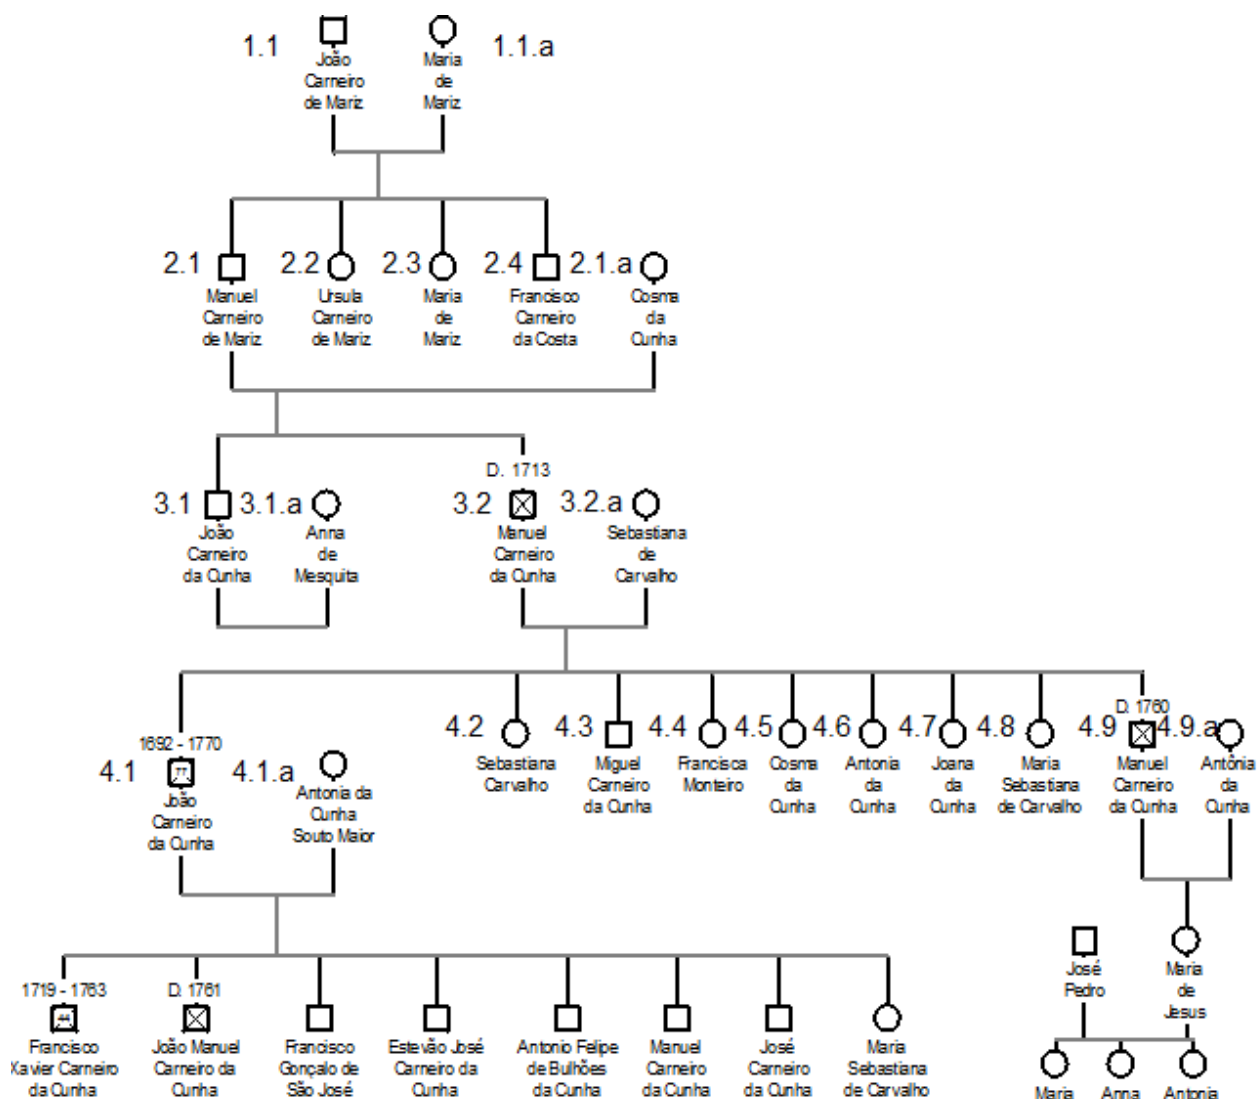 1.1
João
Carneiro
de Mariz
Maria
de
Mariz
1.1.a
2.1
Manuel
Carneiro
de Mariz
2.2
Ursula
Carneiro
de Mariz
2.3
Maria
de
Mariz
2.4
Francisco
Carneiro
da Costa
2.1.a
Cosma
da
Cunha
3.1
João
Carneiro
da Cunha
3.1.a
Anna
de
Mesquita
D. 1713
3.2
Manuel
Carneiro
da Cunha
3.2.a
Sebastiana
de
Carvalho
1692 - 1770
4.1
77
João
Carneiro
da Cunha
4.1.a
Antonia da
Cunha
Souto Maior
4.2
Sebastiana
Carvalho
4.3
Miguel
Carneiro
da Cunha
4.4
Francisca
Monteiro
4.5
Cosma
da
Cunha
4.6
Antonia
da
Cunha
4.7
Joana
da
Cunha
4.8
Maria
Sebastiana
de Carvalho
D. 1760
4.9
Manuel
Carneiro
da Cunha
4.9.a
Antônia
da
Cunha
José
Pedro
Maria
de
Jesus
1719 - 1763
44
Francisco
Xavier Carneiro
da Cunha
D. 1761
João Manuel
Carneiro da
Cunha
Francisco
Gonçalo de
São José
Estevão José
Carneiro da
Cunha
Antonio Felipe
de Bulhões
da Cunha
Manuel
Carneiro
da Cunha
José
Carneiro
da Cunha
Maria
Sebastiana
de Carvalho
Maria
Anna
Antonia